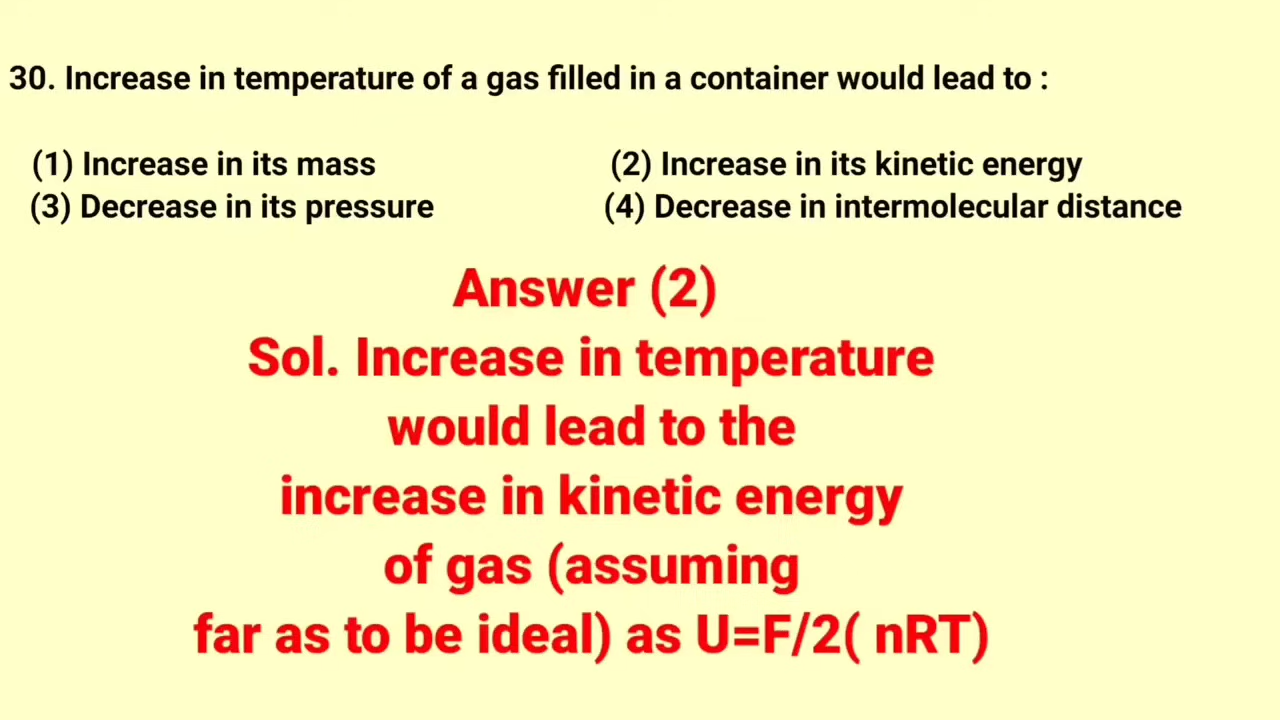 30. Increase in temperature of a gas filled in a container would lead to :
(1) Increase in its mass (2) Increase in its kinetic energy
(3) Decrease in its pressure (4) Decrease in intermolecular distance
Answer (2)
Sol. Increase in temperature
would lead to the
increase in kinetic energy
of gas (assuming
far as to be ideal) as U=F/2( nRT)